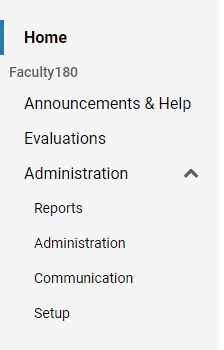 Home
Faculty180
Announcements & Help
Evaluations
Administration
Reports
Administration
Communication
Setup